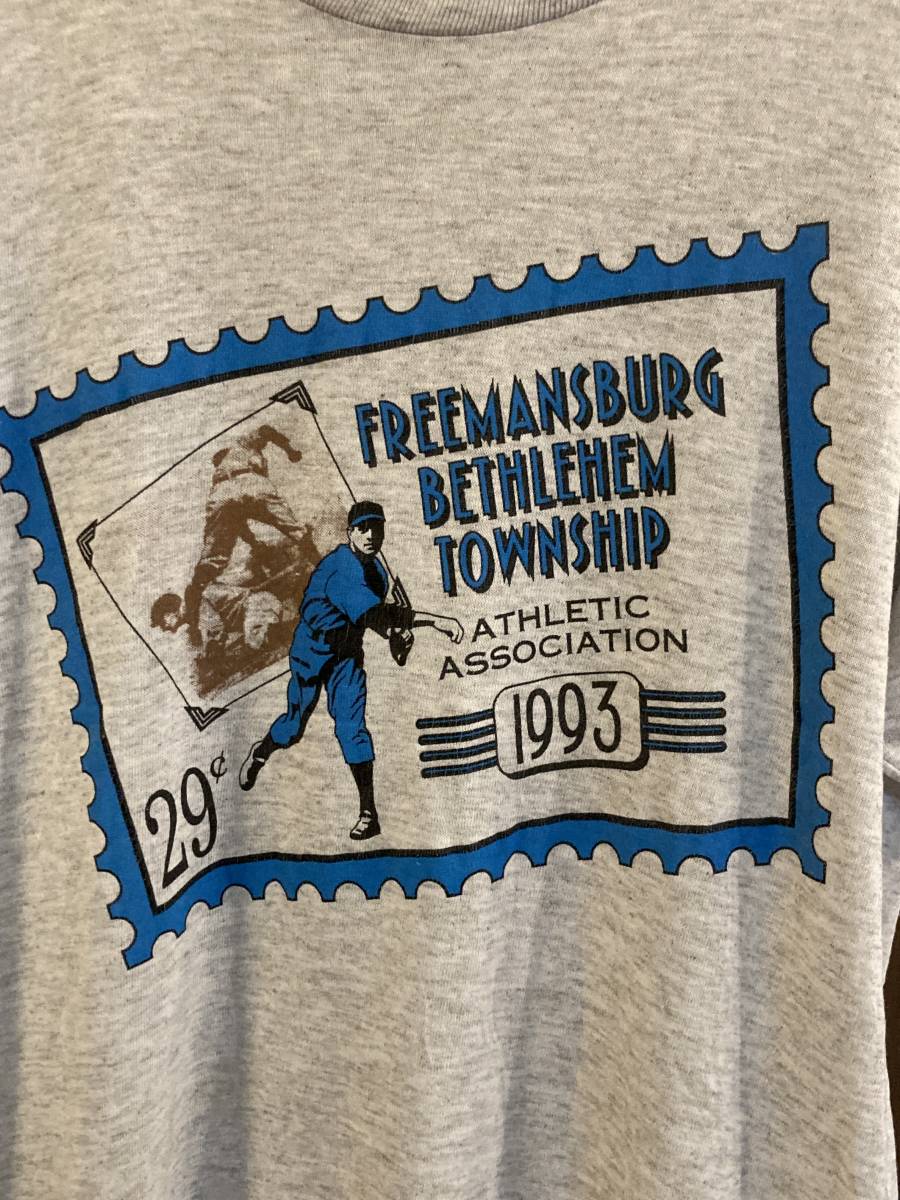 FREEMANSBURG
BETHLEHEM
TOWNSHIP
ATHLETIC
ASSOCIATION
1993
29¢